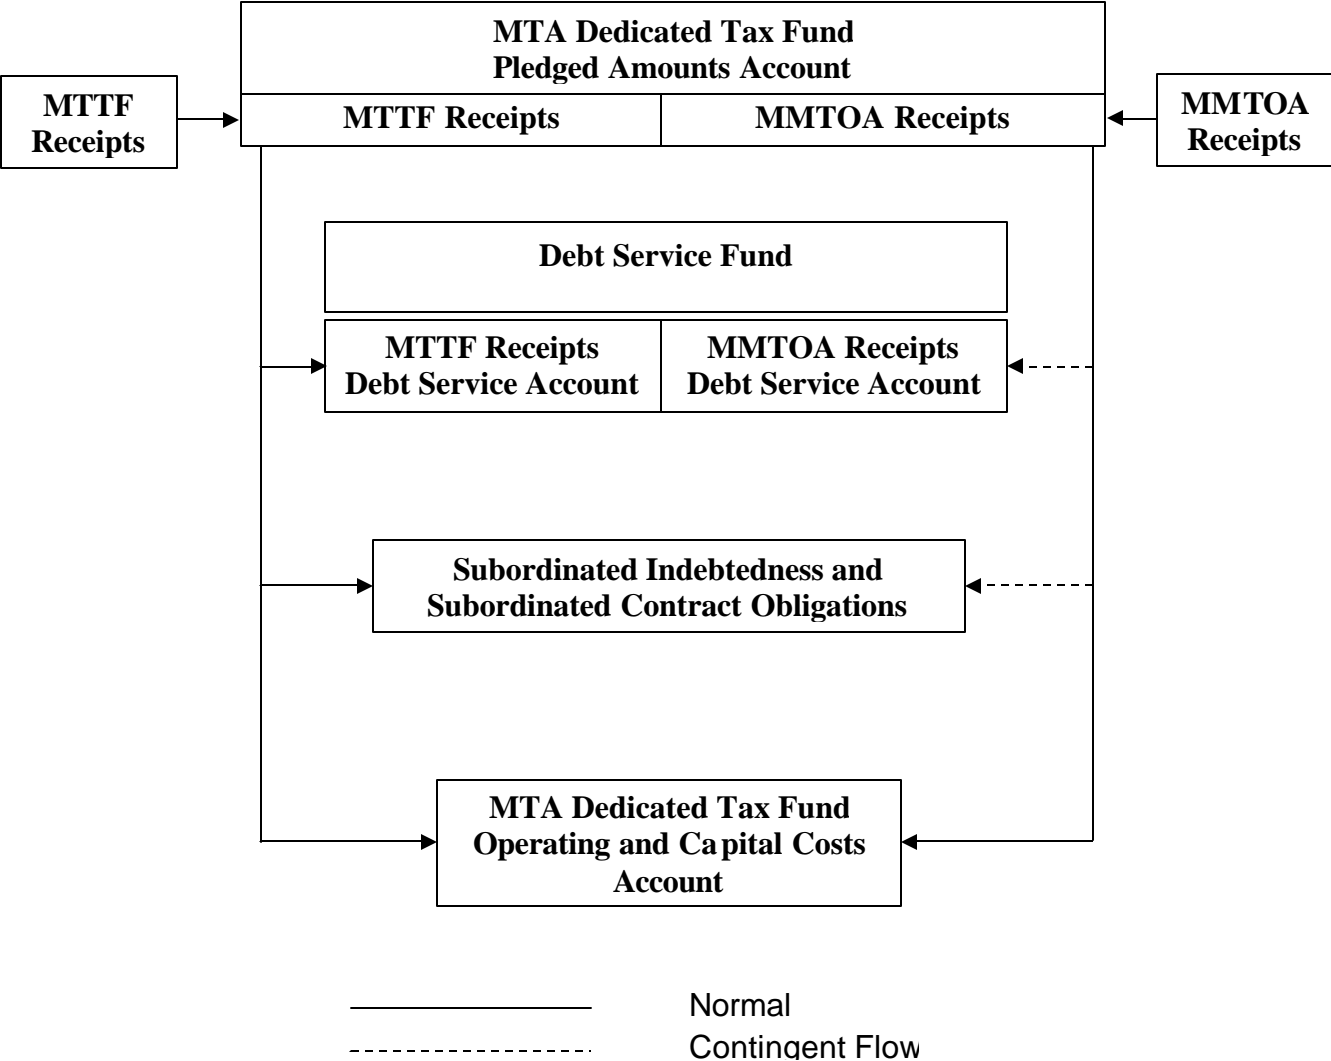 MTA Dedicated Tax Fund
Pledged Amounts Account
MTTF
Receipts
MTTF Receipts
MMTOA Receipts
MMTOA
Receipts
Debt Service Fund
MTTF Receipts
Debt Service Account
MMTOA Receipts
Debt Service Account
Subordinated Indebtedness and
Subordinated Contract Obligations
MTA Dedicated Tax Fund
Operating and Capital Costs
Account
Normal
Contingent Flow